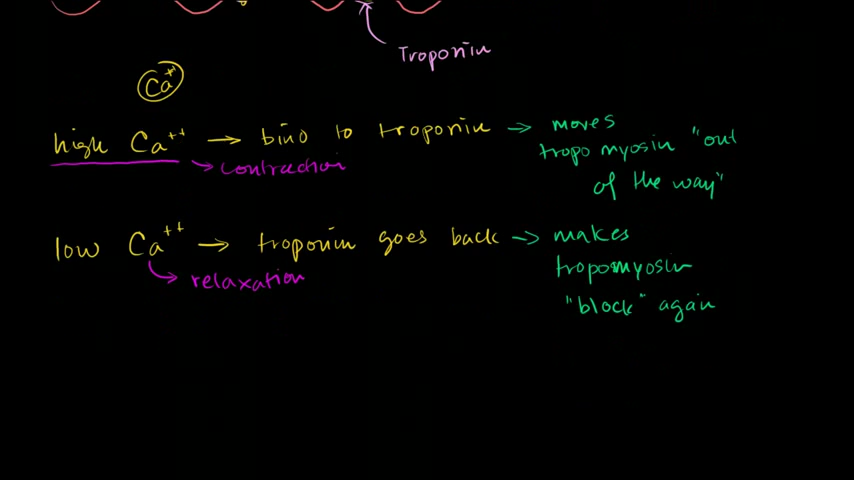 Troponin
Ca++
high Ca++ → bind to troponin → moves
tropomyosin "out
of the way"
→ contraction
low Ca++ → troponin goes back → makes
tropomyosin
"block" again
→ relaxation